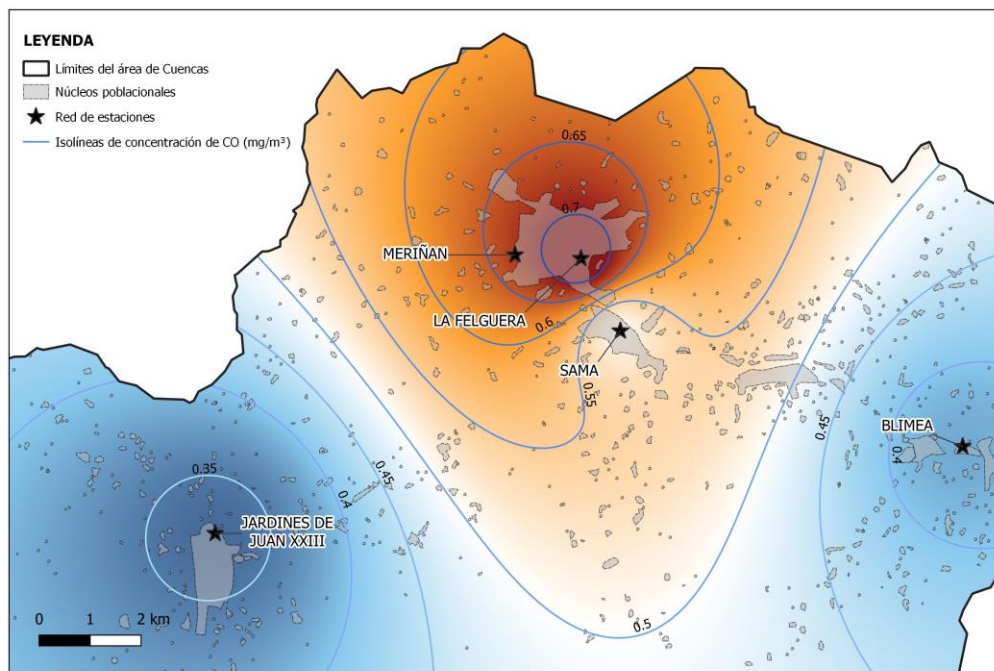 LEYENDA
Límites del área de Cuencas
Núcleos poblacionales
Red de estaciones
Isolíneas de concentración de CO (mg/m³)
0.65
0.7
MERIÑAN
LA FELGUERA
0.6
SAMA
0.55
0.45
BLIMEA
0.4
0.35
0.45
0.4
JARDINES DE
JUAN XXIII
0.5
0 1 2 km